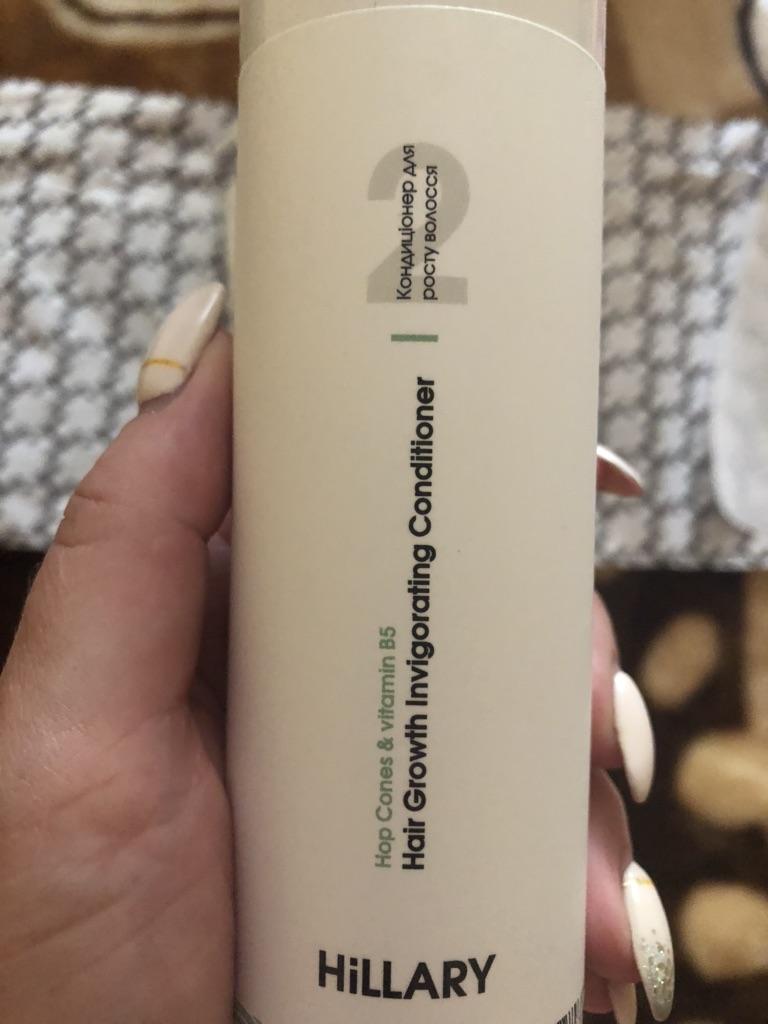 2
Кондиціонер для
росту волосся
Hop Cones & vitamin B5
Hair Growth Invigorating Conditioner
HiLLARY